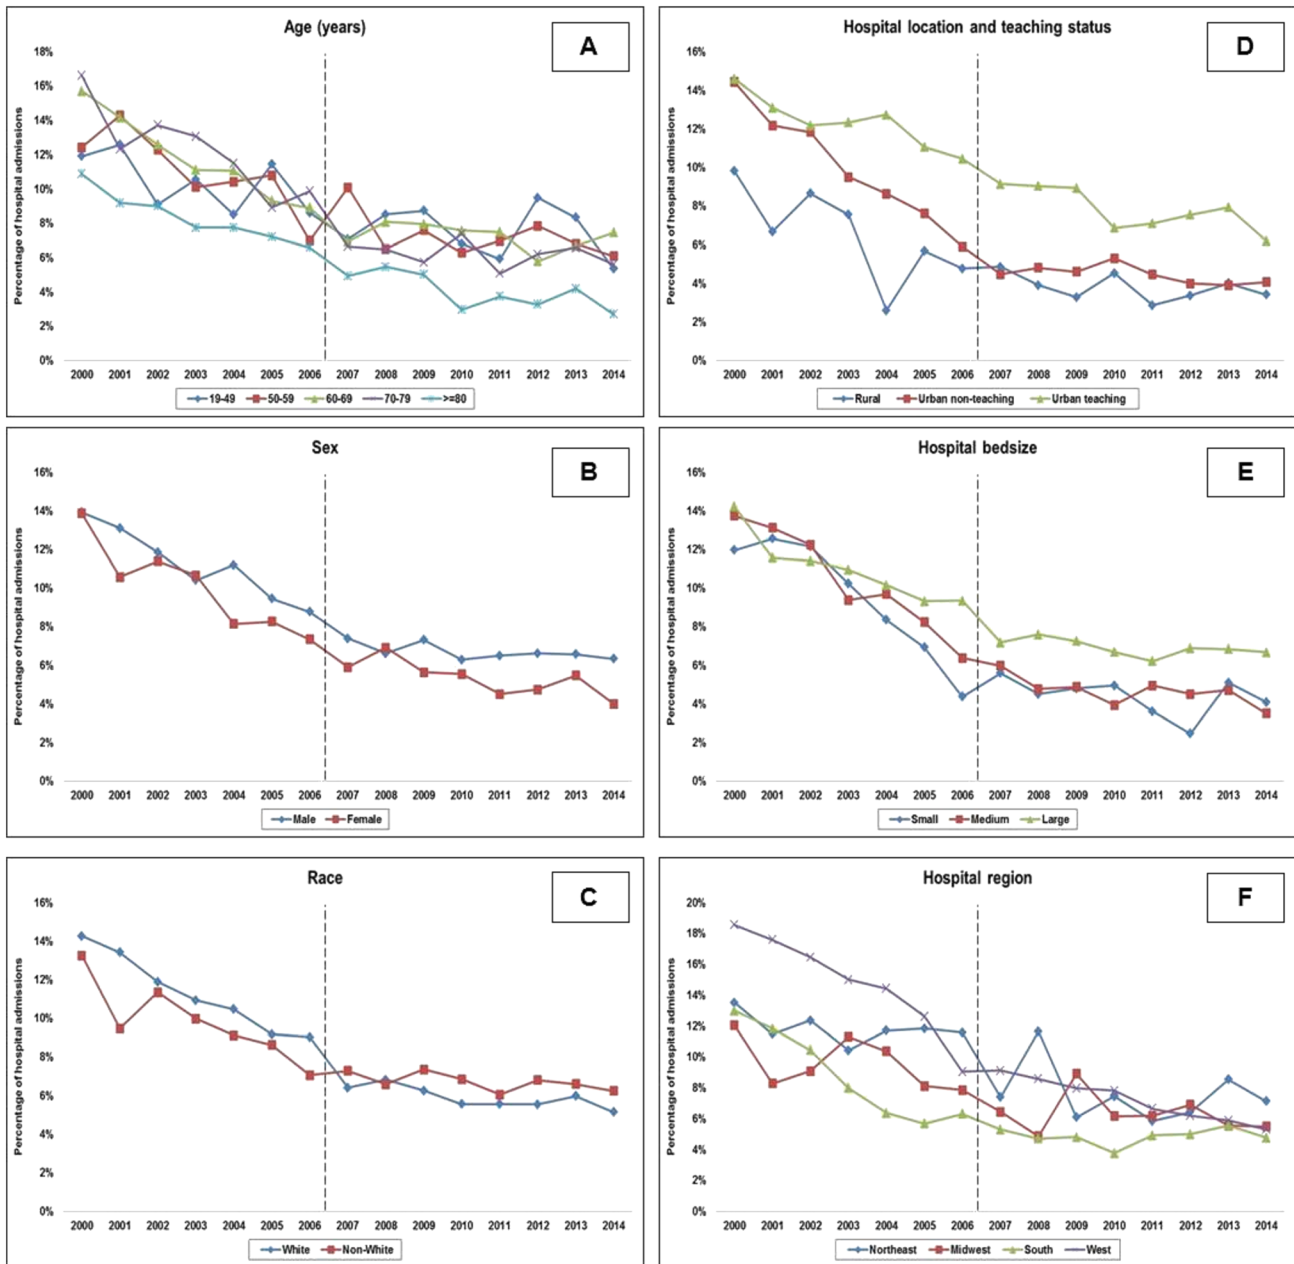 Age (years)
A
Percentage of hospital admissions
18%
16%
14%
12%
10%
8%
6%
4%
2%
0%
2000 2001 2002 2003 2004 2005 2006 2007 2008 2009 2010 2011 2012 2013 2014
19-49 50-59 60-69 70-79 >=80
Hospital location and teaching status
D
Percentage of hospital admissions
16%
14%
12%
10%
8%
6%
4%
2%
0%
2000 2001 2002 2003 2004 2005 2006 2007 2008 2009 2010 2011 2012 2013 2014
Rural Urban non-teaching Urban teaching
Sex
B
Percentage of hospital admissions
16%
14%
12%
10%
8%
6%
4%
2%
0%
2000 2001 2002 2003 2004 2005 2006 2007 2008 2009 2010 2011 2012 2013 2014
Male Female
Hospital bedsize
E
Percentage of hospital admissions
16%
14%
12%
10%
8%
6%
4%
2%
0%
2000 2001 2002 2003 2004 2005 2006 2007 2008 2009 2010 2011 2012 2013 2014
Small Medium Large
Race
C
Percentage of hospital admissions
16%
14%
12%
10%
8%
6%
4%
2%
0%
2000 2001 2002 2003 2004 2005 2006 2007 2008 2009 2010 2011 2012 2013 2014
White Non-White
Hospital region
F
Percentage of hospital admissions
20%
18%
16%
14%
12%
10%
8%
6%
4%
2%
0%
2000 2001 2002 2003 2004 2005 2006 2007 2008 2009 2010 2011 2012 2013 2014
Northeast Midwest South West